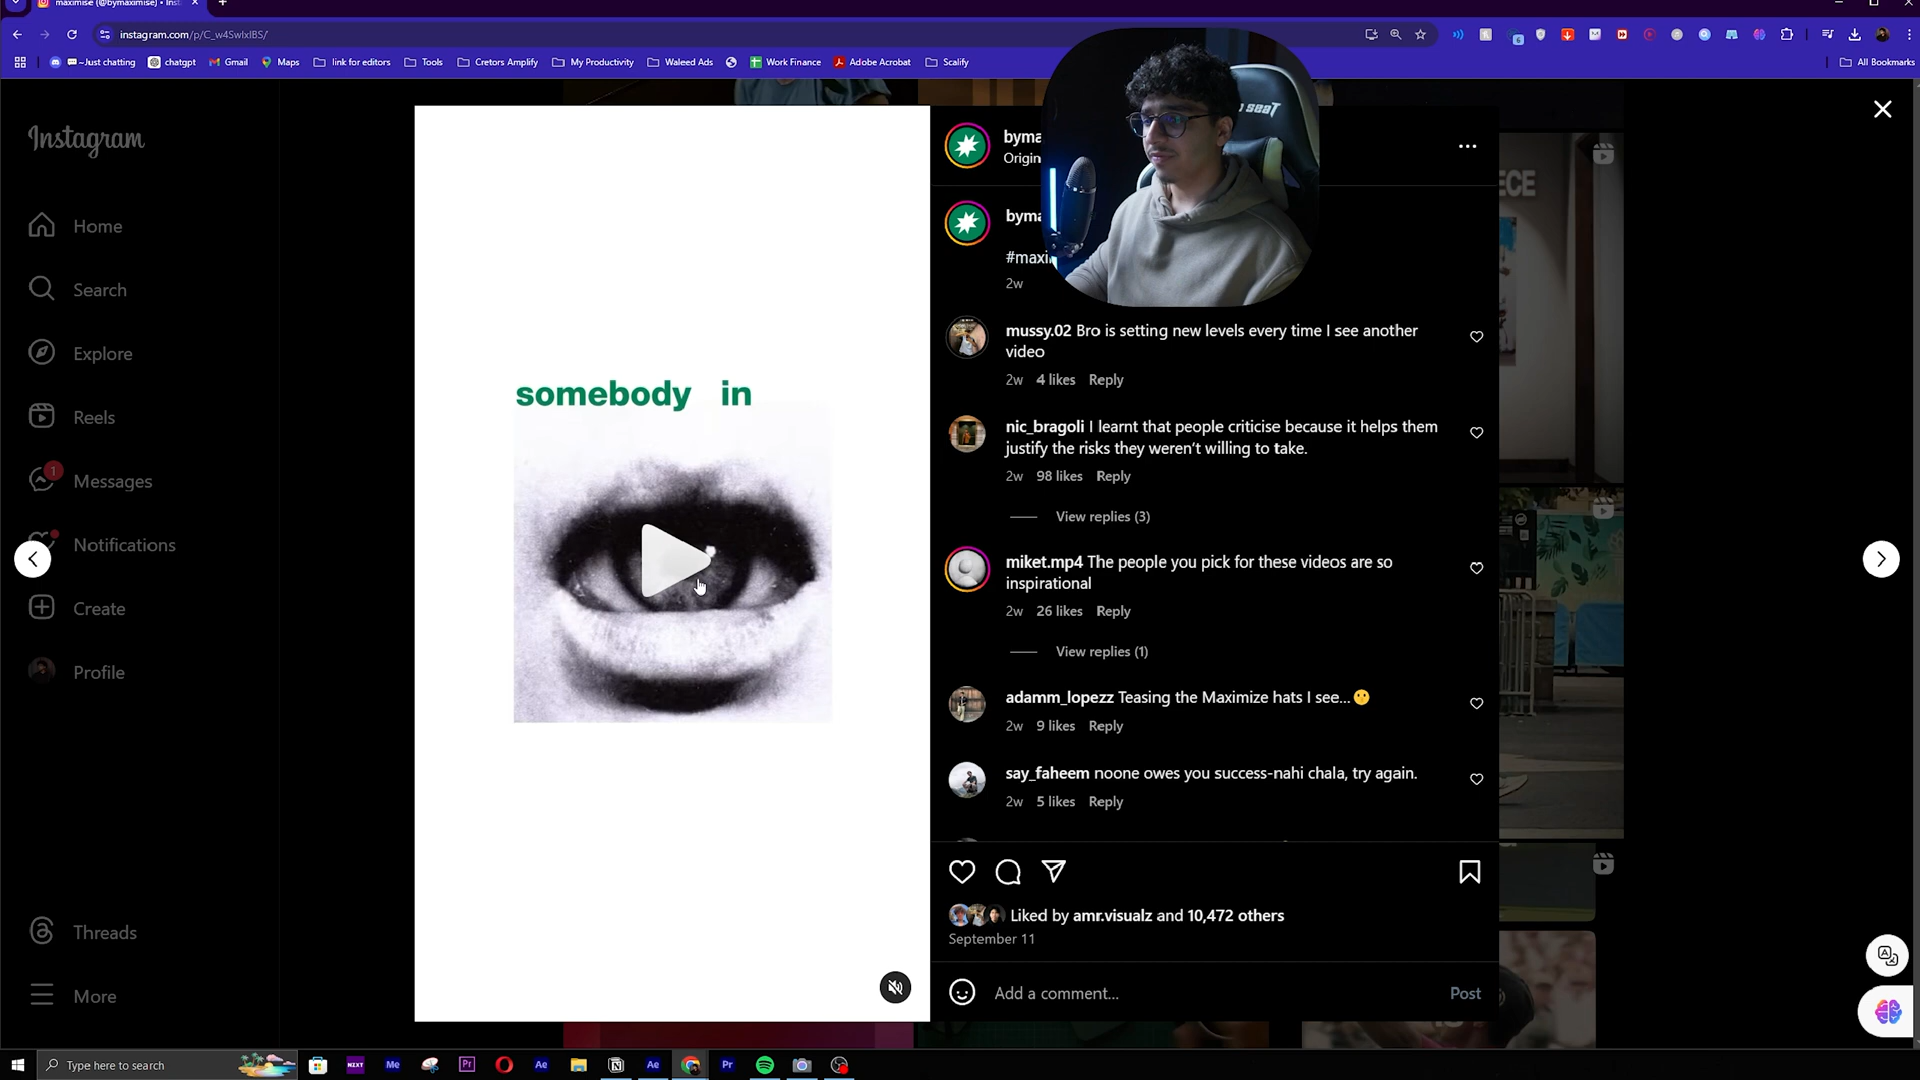 maximise (@bymaximise) • Inst
instagram.com/p/C_w4SwIxlBS/
~Just chatting
chatgpt
Gmail
Maps
link for editors
Tools
Cretors Amplify
My Productivity
Waleed Ads
Work Finance
Adobe Acrobat
Scalify
All Bookmarks
Instagram
Home
Search
Explore
Reels
1
Messages
Notifications
Create
Profile
Threads
More
somebody in
byma
Origin
byma
#maxi
2w
mussy.02 Bro is setting new levels every time I see another
video
2w 4 likes Reply
nic_bragoli I learnt that people criticise because it helps them
justify the risks they weren't willing to take.
2w 98 likes Reply
View replies (3)
miket.mp4 The people you pick for these videos are so
inspirational
2w 26 likes Reply
View replies (1)
adamm_lopezz Teasing the Maximize hats I see...
2w 9 likes Reply
say_faheem noone owes you success-nahi chala, try again.
2w 5 likes Reply
Liked by amr.visualz and 10,472 others
September 11
Add a comment...
Post
Type here to search